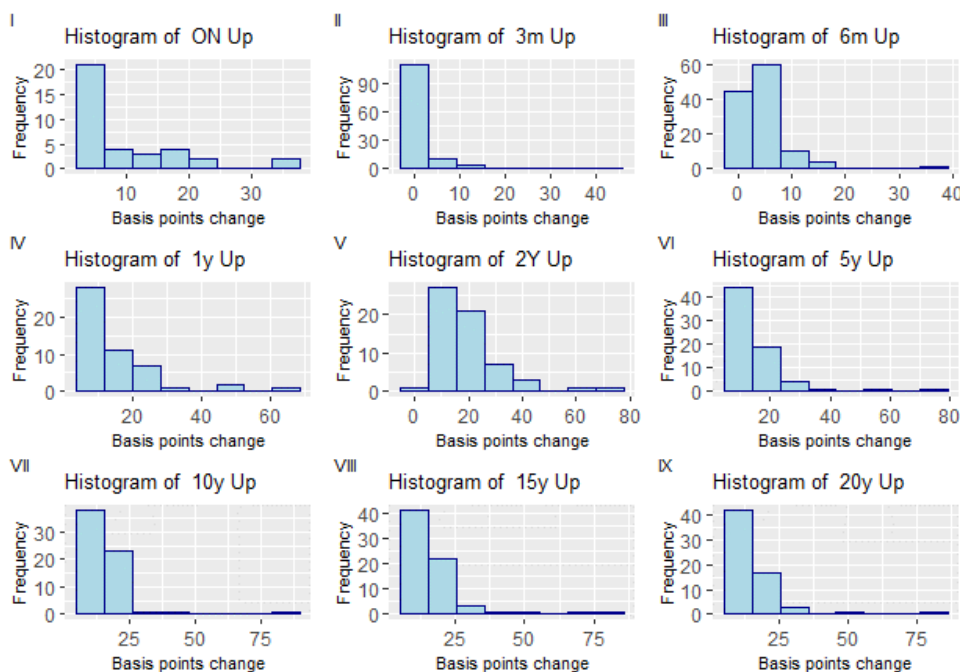 I
Histogram of ON Up
Frequency
20
15
10
5
0
10 20 30
Basis points change
II
Histogram of 3m Up
Frequency
90
60
30
0
0 10 20 30 40
Basis points change
III
Histogram of 6m Up
Frequency
60
40
20
0
0 10 20 30 40
Basis points change
IV
Histogram of 1y Up
Frequency
20
10
0
20 40 60
Basis points change
V
Histogram of 2Y Up
Frequency
20
10
0
0 20 40 60 80
Basis points change
VI
Histogram of 5y Up
Frequency
40
30
20
10
0
20 40 60 80
Basis points change
VII
Histogram of 10y Up
Frequency
30
20
10
0
25 50 75
Basis points change
VIII
Histogram of 15y Up
Frequency
40
30
20
10
0
25 50 75
Basis points change
IX
Histogram of 20y Up
Frequency
40
30
20
10
0
25 50 75
Basis points change